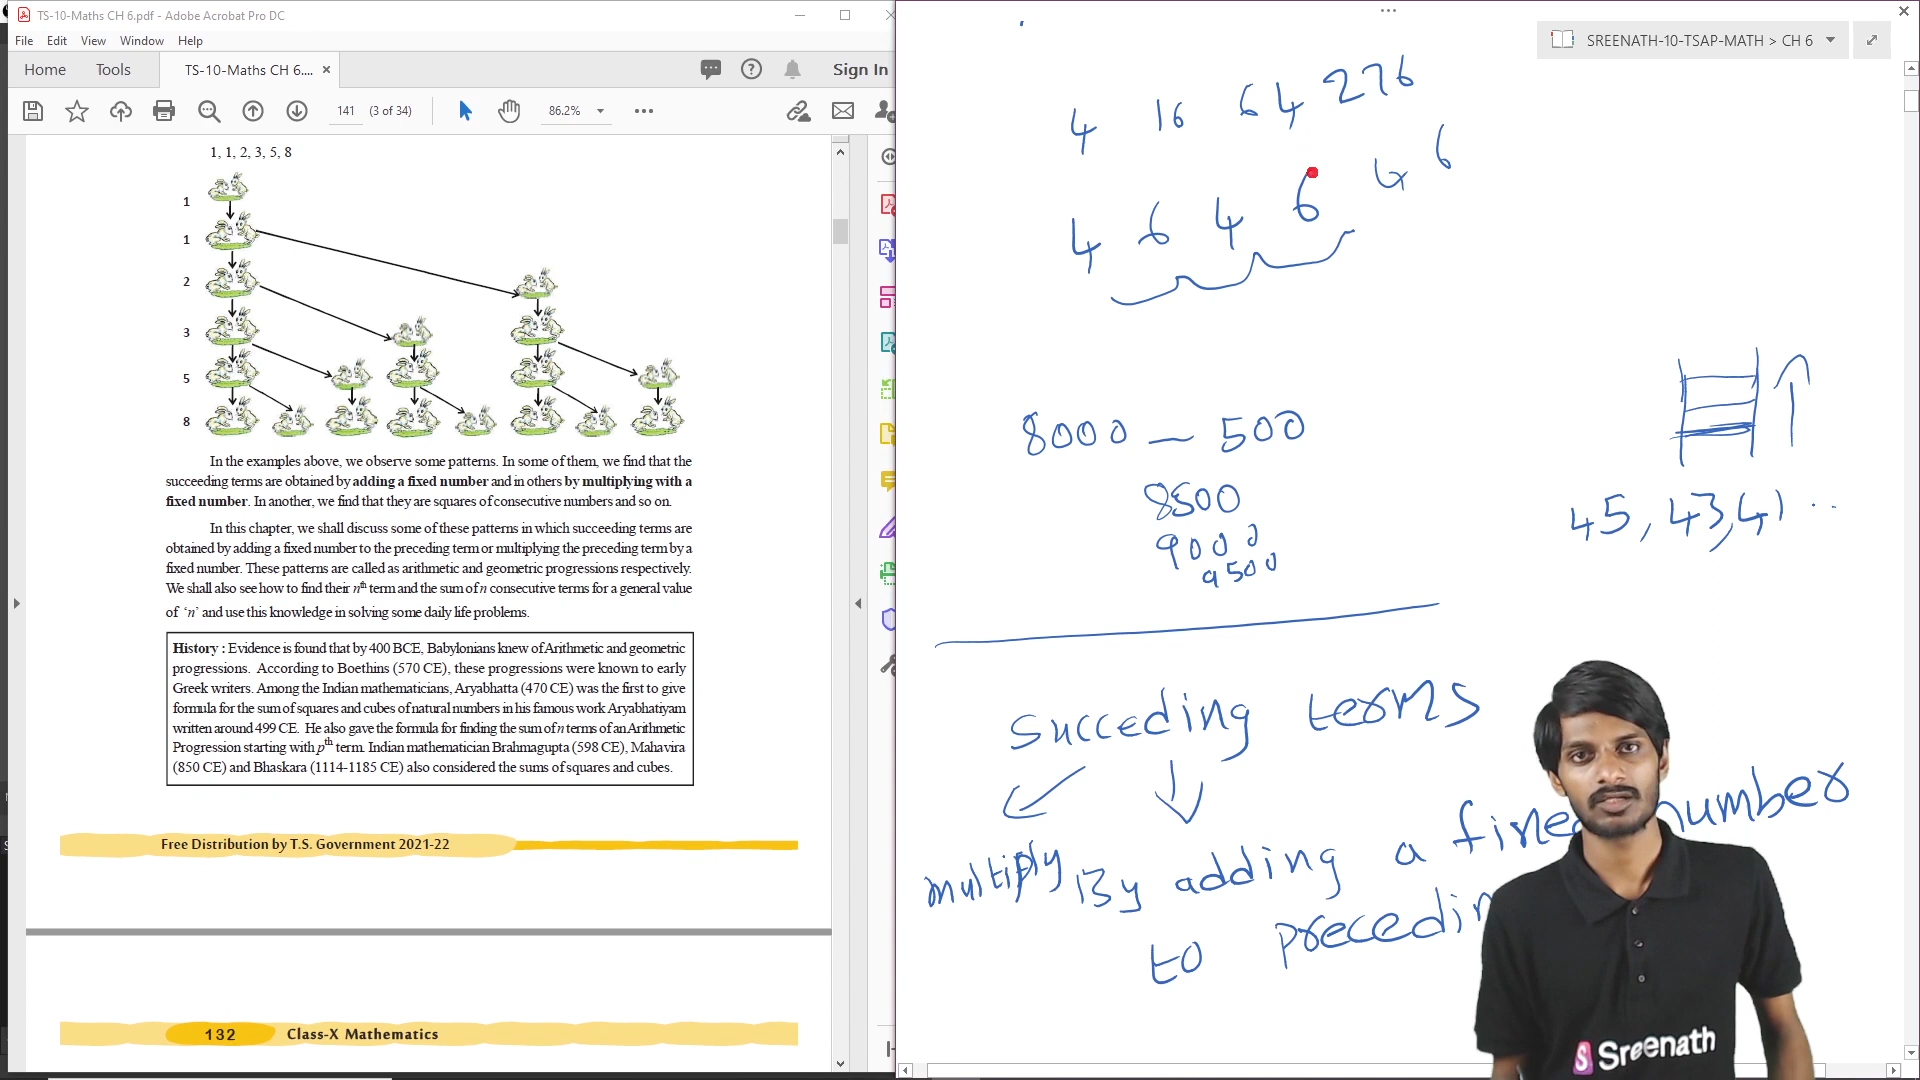 TS-10-Maths CH 6.pdf - Adobe Acrobat Pro DC
File Edit View Window Help
Home Tools TS-10-Maths CH 6.... × Sign In
141 (3 of 34) 86.2%
1, 1, 2, 3, 5, 8
1
1
2
3
5
8
In the examples above, we observe some patterns. In some of them, we find that the
succeeding terms are obtained by adding a fixed number and in others by multiplying with a
fixed number. In another, we find that they are squares of consecutive numbers and so on.
In this chapter, we shall discuss some of these patterns in which succeeding terms are
obtained by adding a fixed number to the preceding term or multiplying the preceding term by a
fixed number. These patterns are called as arithmetic and geometric progressions respectively.
We shall also see how to find their nth term and the sum of n consecutive terms for a general value
of ‘n’ and use this knowledge in solving some daily life problems.
History : Evidence is found that by 400 BCE, Babylonians knew of Arithmetic and geometric
progressions. According to Boethins (570 CE), these progressions were known to early
Greek writers. Among the Indian mathematicians, Aryabhatta (470 CE) was the first to give
formula for the sum of squares and cubes of natural numbers in his famous work Aryabhatiyam
written around 499 CE. He also gave the formula for finding the sum of n terms of an Arithmetic
Progression starting with pth term. Indian mathematician Brahmagupta (598 CE), Mahavira
(850 CE) and Bhaskara (1114-1185 CE) also considered the sums of squares and cubes.
Free Distribution by T.S. Government 2021-22
132 Class-X Mathematics
SREENATH-10-TSAP-MATH > CH 6
4 16 64 276
4 6 4 6 4 6
8000 - 500
8500
9000
9500
45, 43, 41 ..
Succeding terms
multiply By adding a fixed number
to precedin
Sreenath